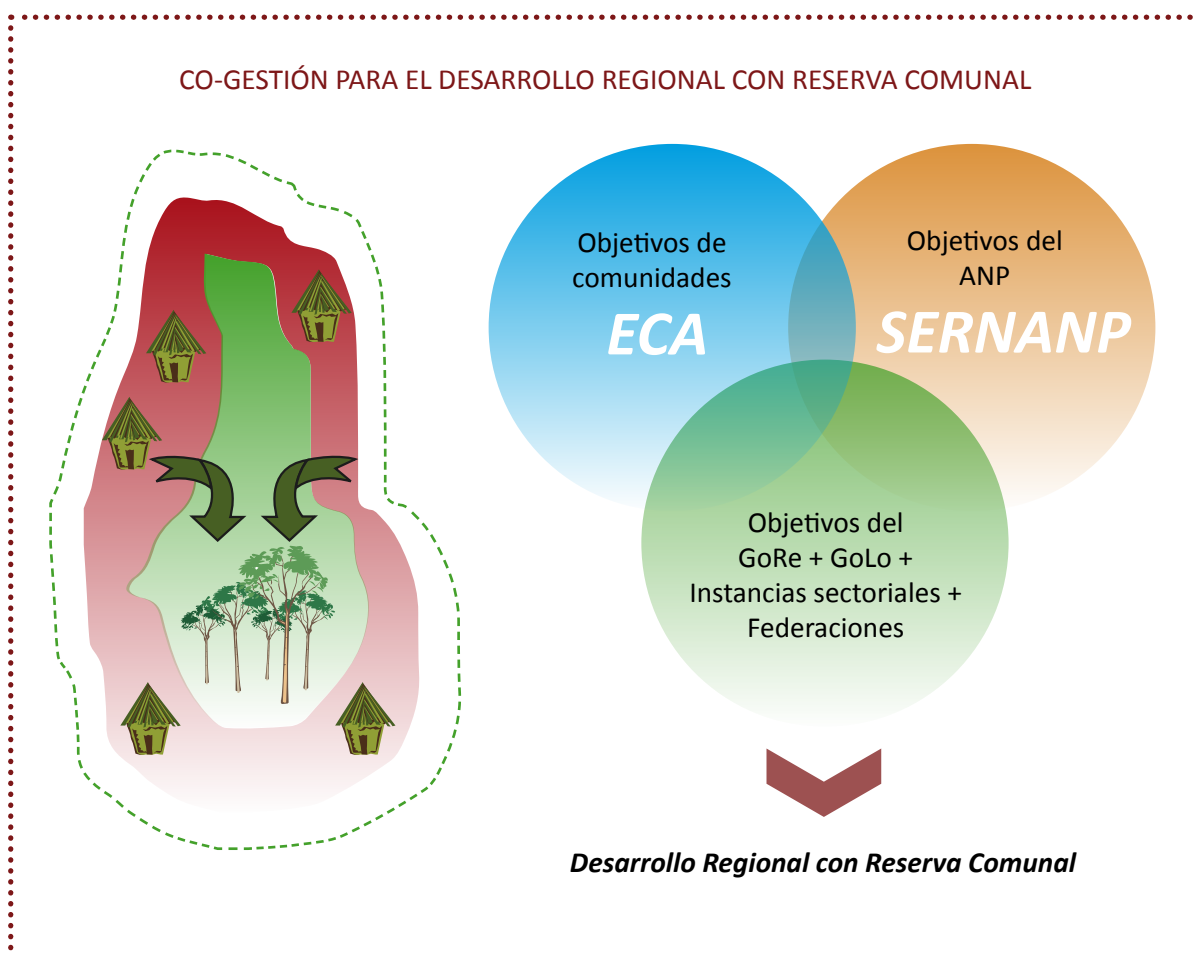 CO-GESTIÓN PARA EL DESARROLLO REGIONAL CON RESERVA COMUNAL
Objetivos de
comunidades
ECA
Objetivos del
ANP
SERNANP
Objetivos del
GoRe + GoLo +
Instancias sectoriales +
Federaciones
Desarrollo Regional con Reserva Comunal